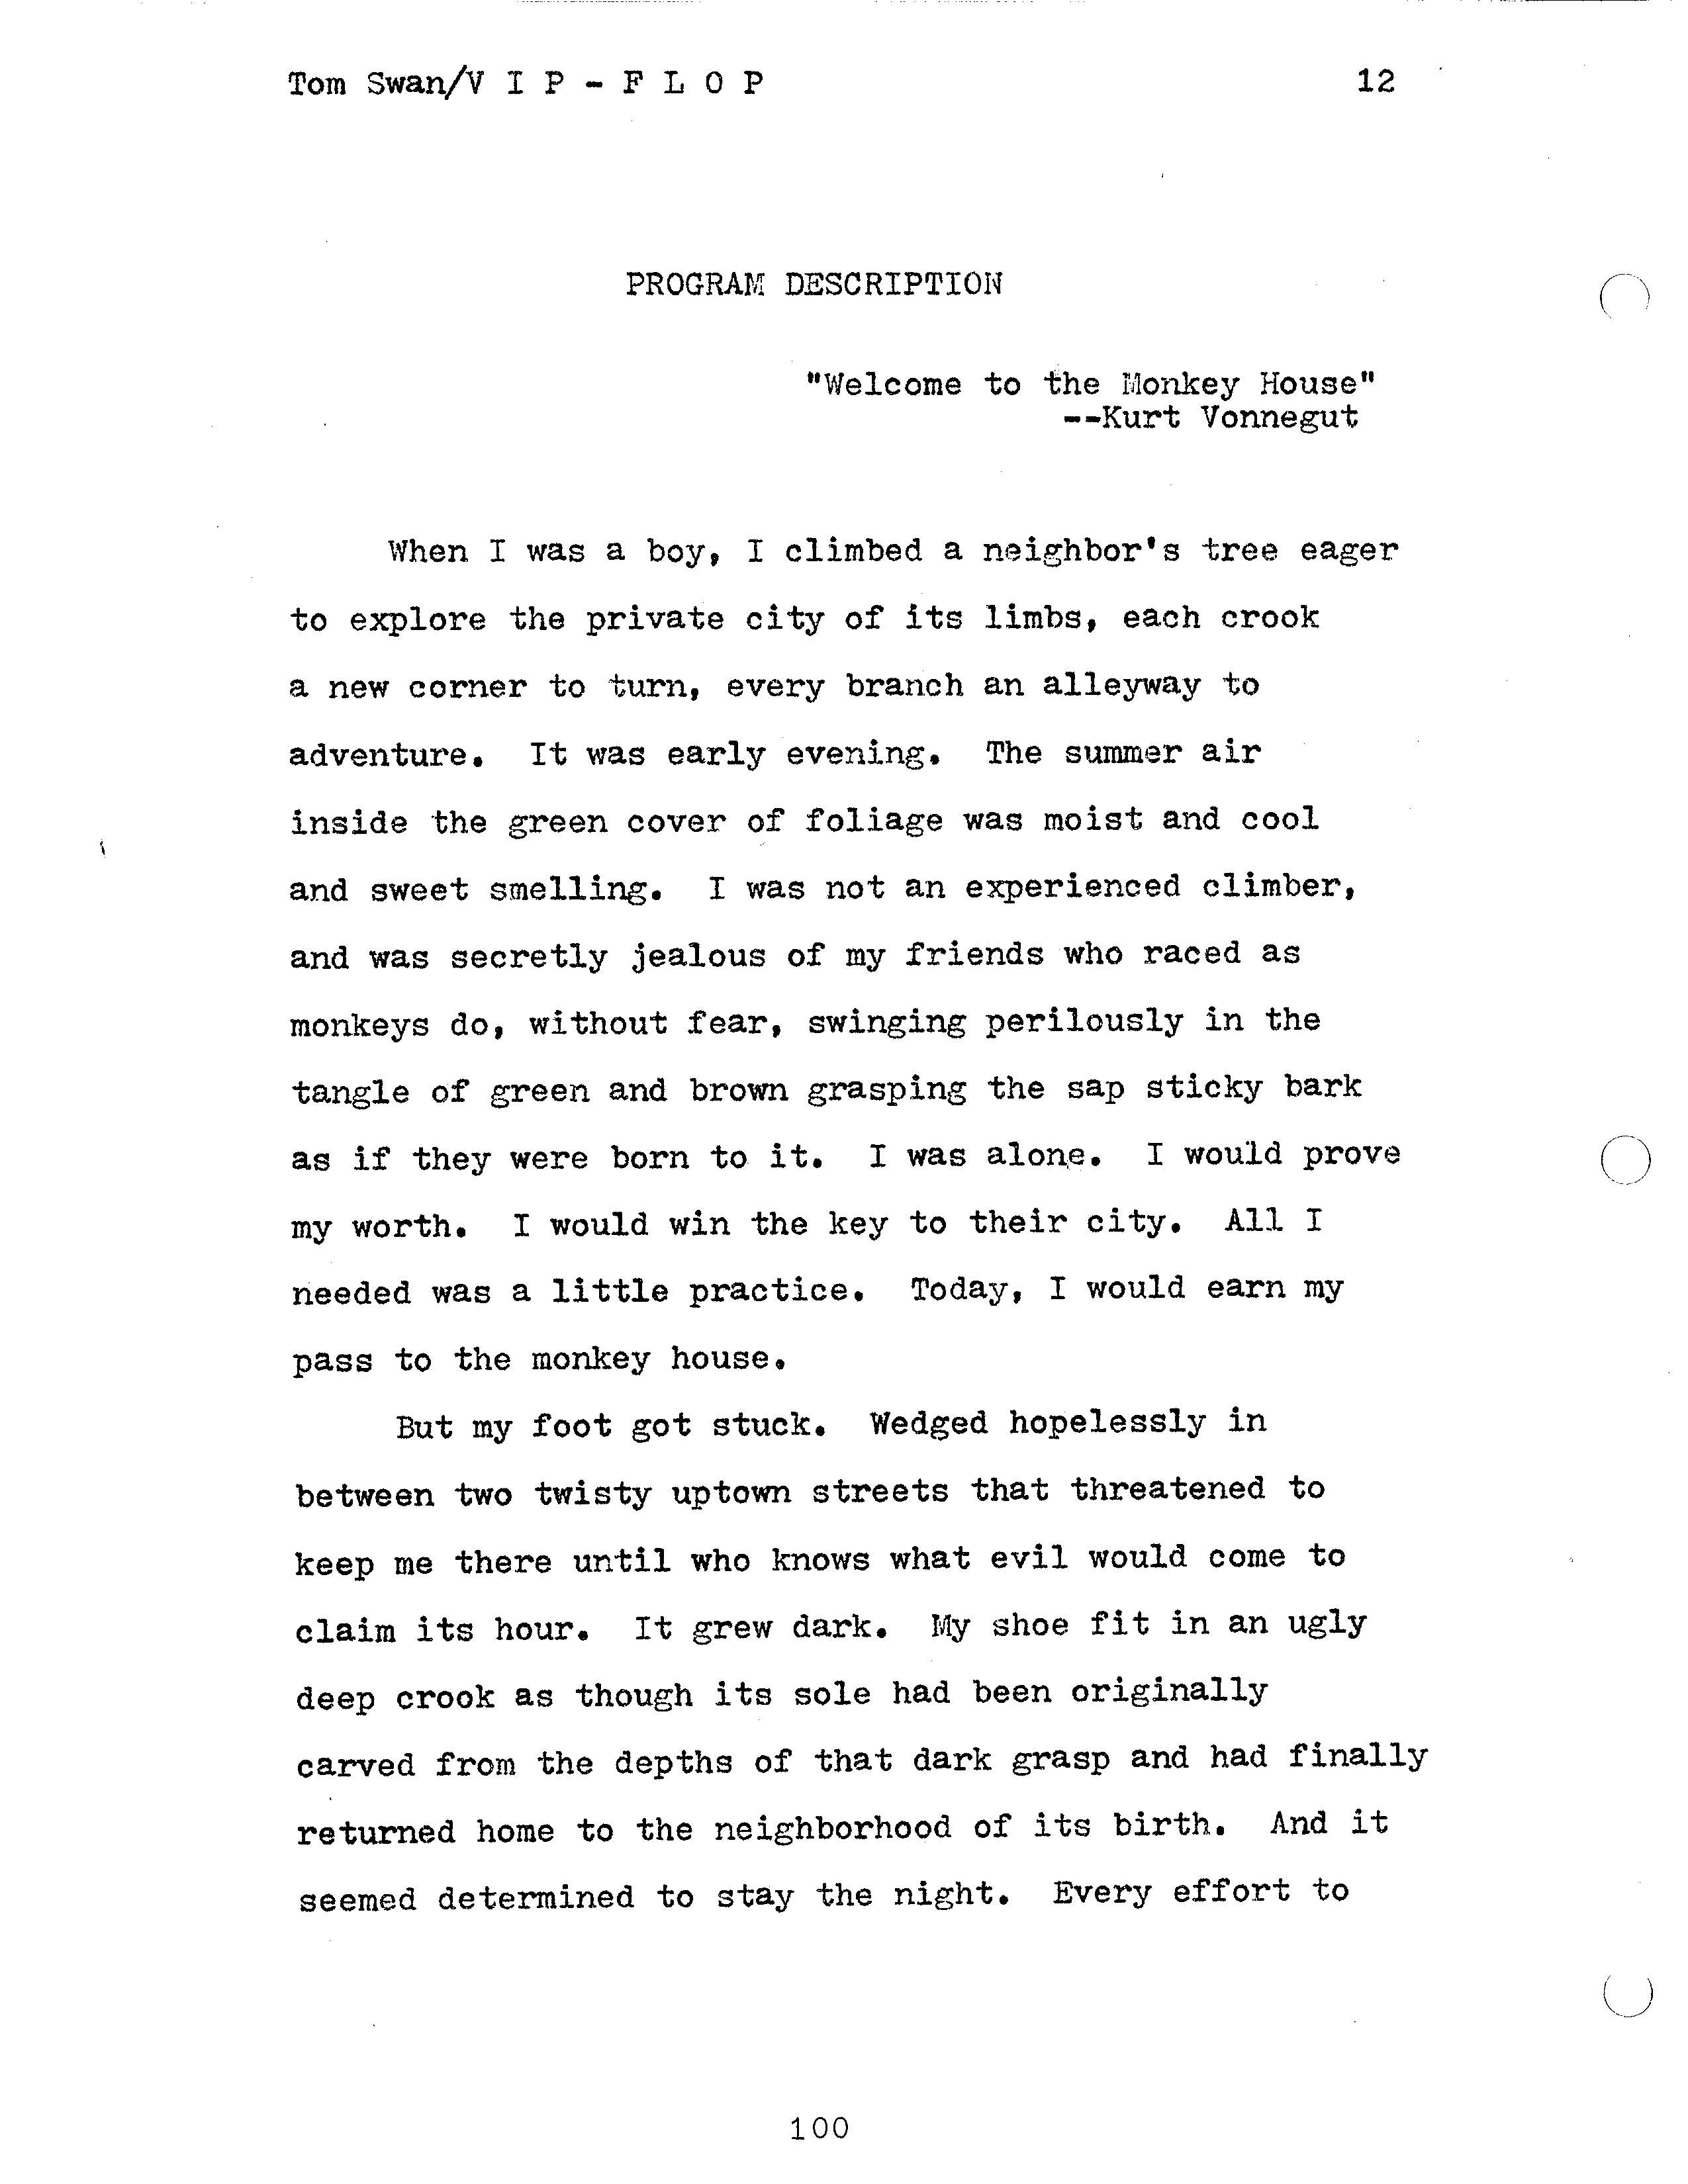 Tom Swan/V I P - F L O P 12
PROGRAM DESCRIPTION
"Welcome to the Monkey House"
--Kurt Vonnegut
When I was a boy, I climbed a neighbor's tree eager
to explore the private city of its limbs, each crook
a new corner to turn, every branch an alleyway to
adventure. It was early evening. The summer air
inside the green cover of foliage was moist and cool
and sweet smelling. I was not an experienced climber,
and was secretly jealous of my friends who raced as
monkeys do, without fear, swinging perilously in the
tangle of green and brown grasping the sap sticky bark
as if they were born to it. I was alone. I would prove
my worth. I would win the key to their city. All I
needed was a little practice. Today, I would earn my
pass to the monkey house.
But my foot got stuck. Wedged hopelessly in
between two twisty uptown streets that threatened to
keep me there until who knows what evil would come to
claim its hour. It grew dark. My shoe fit in an ugly
deep crook as though its sole had been originally
carved from the depths of that dark grasp and had finally
returned home to the neighborhood of its birth. And it
seemed determined to stay the night. Every effort to
100